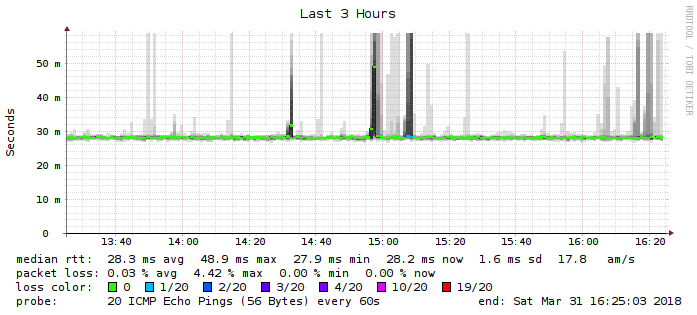 Last 3 Hours
RRDTOOL / TOBI OETIKER
Seconds
50 m
40 m
30 m
20 m
10 m
0
13:40 14:00 14:20 14:40 15:00 15:20 15:40 16:00 16:20
median rtt: 28.3 ms avg 48.9 ms max 27.9 ms min 28.2 ms now 1.6 ms sd 17.8 am/s
packet loss: 0.03 % avg 4.42 % max 0.00 % min 0.00 % now
loss color: 0 1/20 2/20 3/20 4/20 10/20 19/20
probe: 20 ICMP Echo Pings (56 Bytes) every 60s end: Sat Mar 31 16:25:03 2018